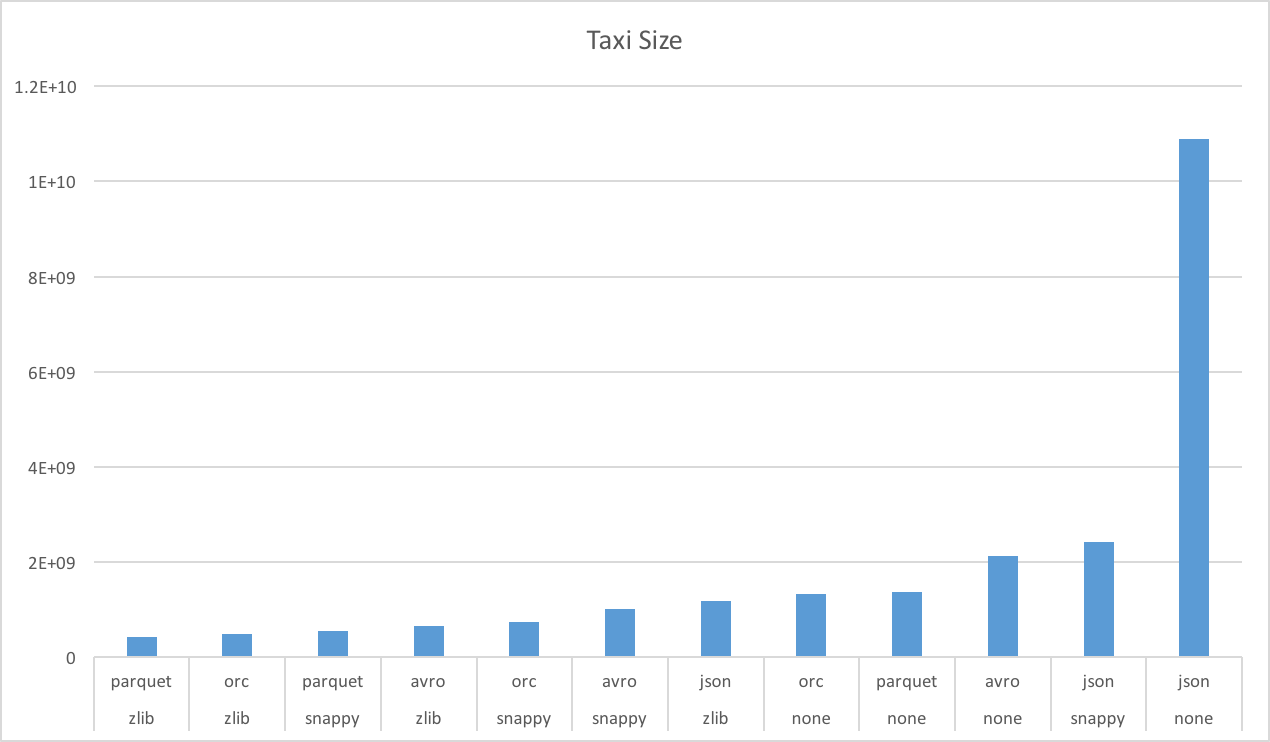 Taxi Size
1.2E+10
1E+10
8E+09
6E+09
4E+09
2E+09
0
parquet orc parquet avro orc avro json orc parquet avro json json
zlib zlib snappy zlib snappy snappy zlib none none none snappy none